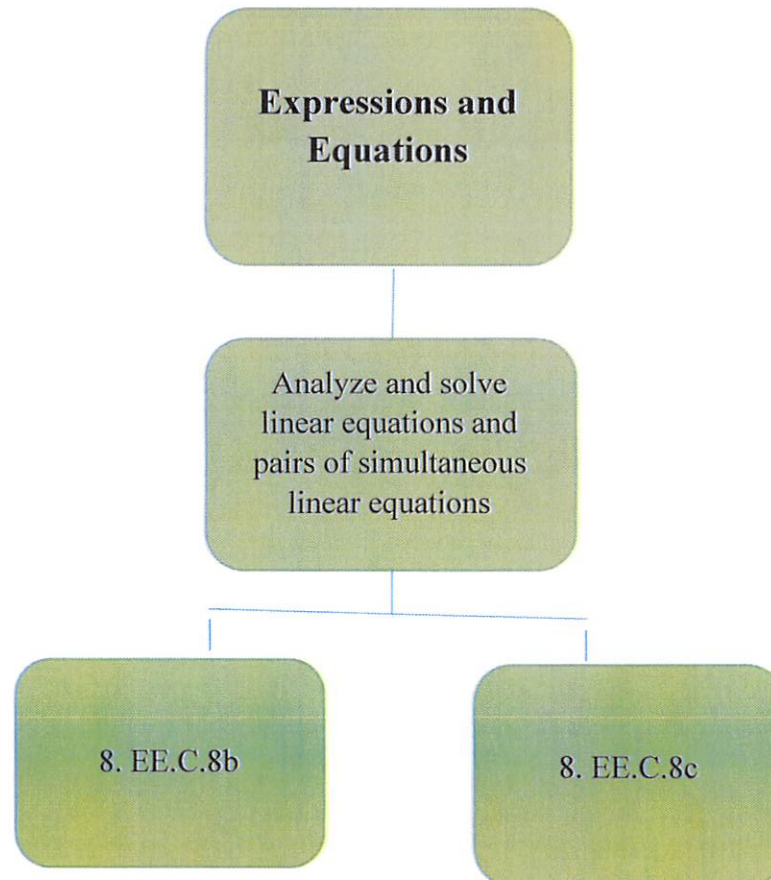 Expressions and
Equations
Analyze and solve
linear equations and
pairs of simultaneous
linear equations
8. EE.C.8b
8. EE.C.8c